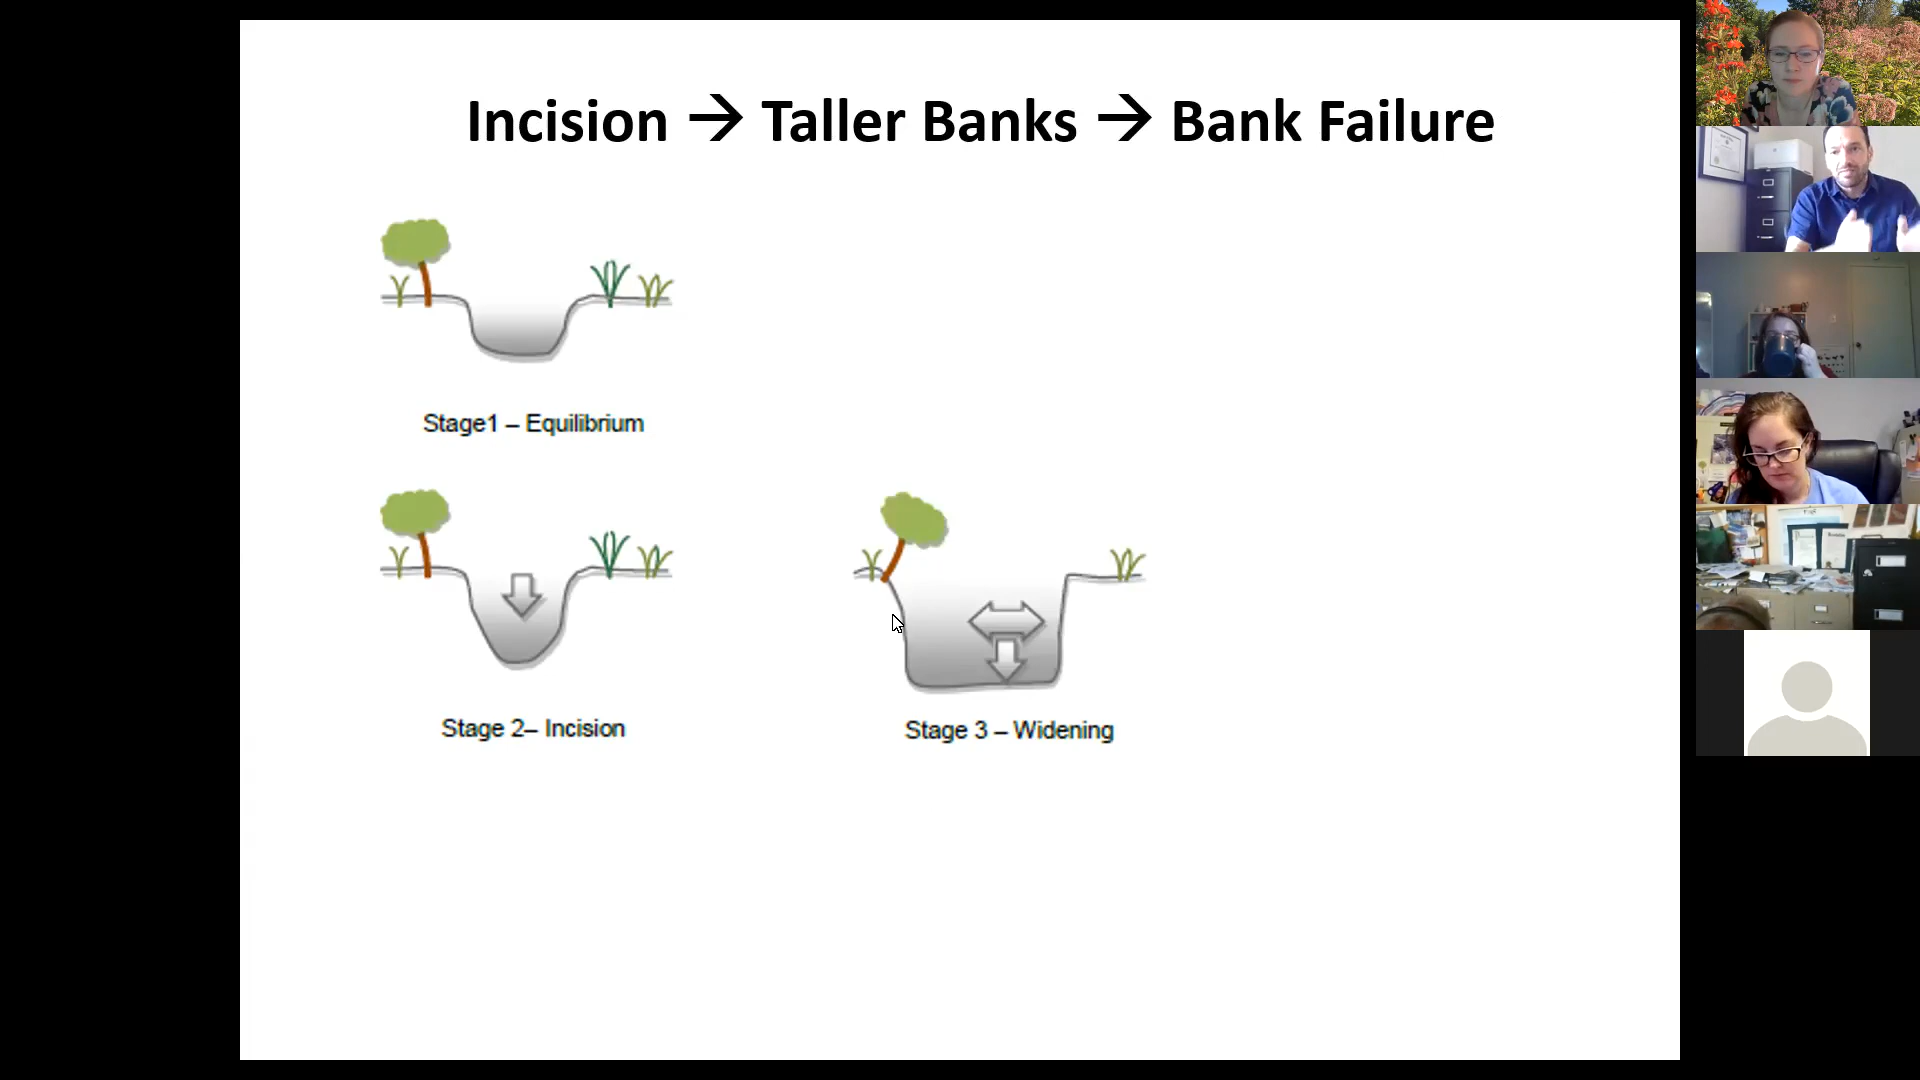 Incision → Taller Banks → Bank Failure
Stage1 – Equilibrium
Stage 2– Incision
Stage 3 – Widening